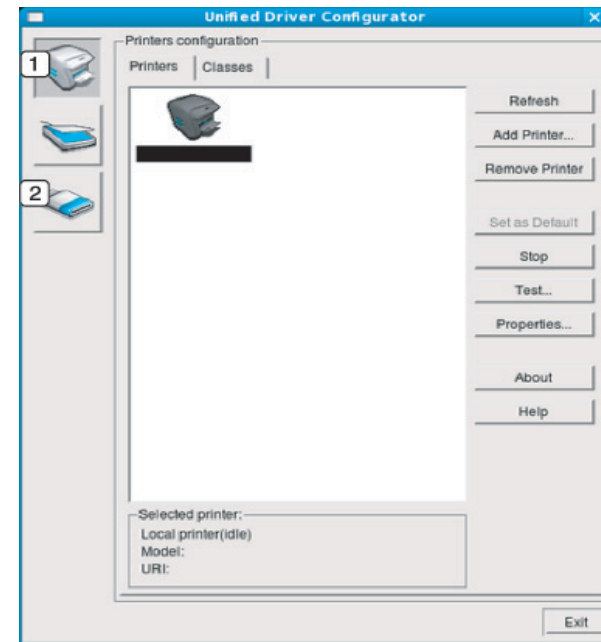 Unified Driver Configurator
1
2
Printers configuration
Printers Classes
Refresh
Add Printer...
Remove Printer
Set as Default
Stop
Test...
Properties...
About
Help
Selected printer:
Local printer(idle)
Model:
URI:
Exit